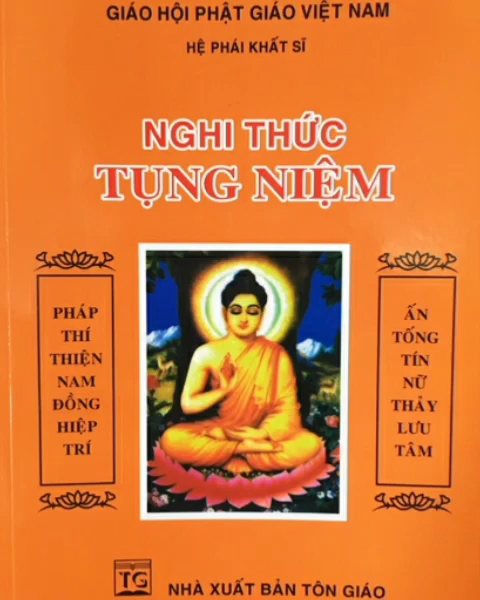 GIÁO HỘI PHẬT GIÁO VIỆT NAM
HỆ PHÁI KHẤT SĨ
NGHI THỨC
TỤNG NIỆM
PHÁP
THÍ
THIỆN
NAM
ĐỒNG
HIỆP
TRÍ
ẤN
TỐNG
TÍN
NỮ
THẢY
LƯU
TÂM
TG
NHÀ XUẤT BẢN TÔN GIÁO